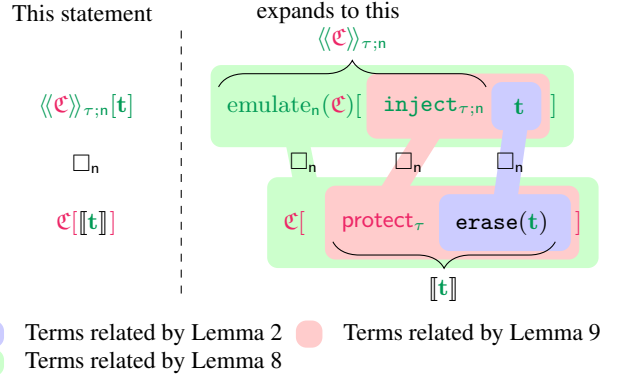 This statement expands to this
⟨⟨ℭ⟩⟩τ;n
⟨⟨ℭ⟩⟩τ;n[t] emulateₙ(ℭ)[ injectτ;n t ]
□ₙ □ₙ □ₙ □ₙ
ℭ[⟦t⟧] ℭ[ protectτ erase(t) ]
⟦t⟧
Terms related by Lemma 2 Terms related by Lemma 9
Terms related by Lemma 8